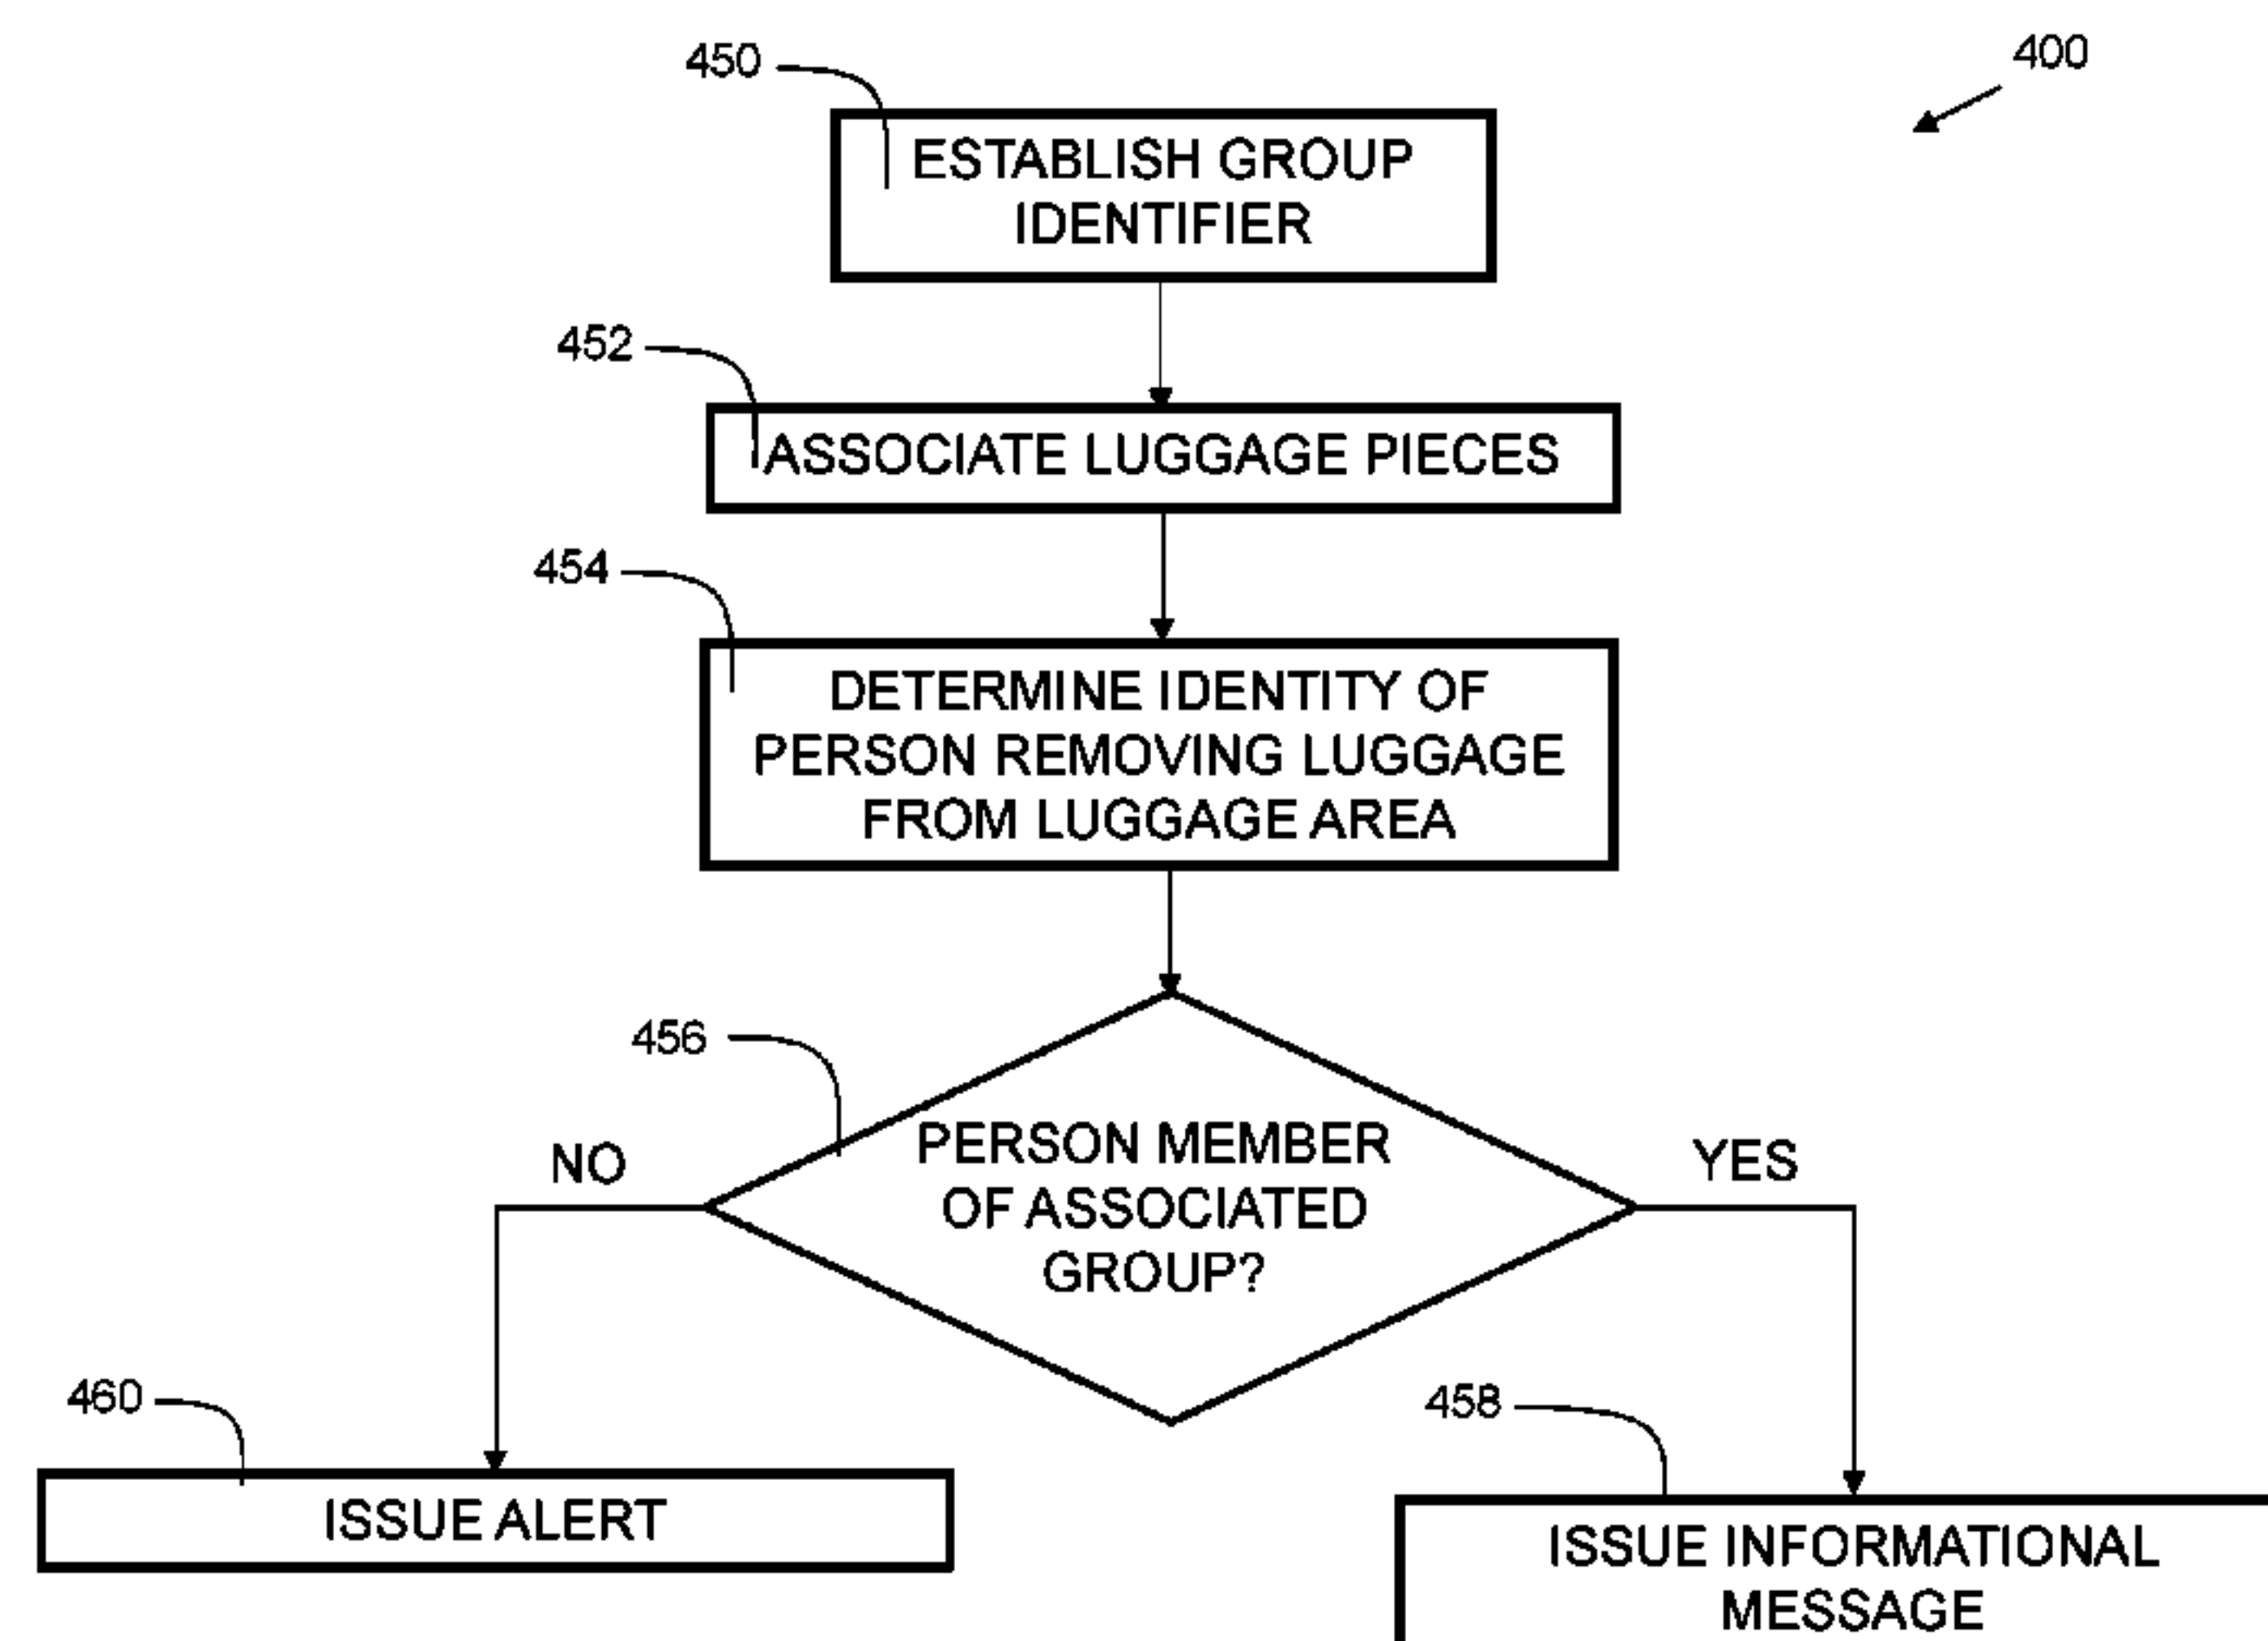 450
400
ESTABLISH GROUP
IDENTIFIER
452
ASSOCIATE LUGGAGE PIECES
454
DETERMINE IDENTITY OF
PERSON REMOVING LUGGAGE
FROM LUGGAGE AREA
456
PERSON MEMBER
OF ASSOCIATED
GROUP?
NO
YES
460
ISSUE ALERT
458
ISSUE INFORMATIONAL
MESSAGE